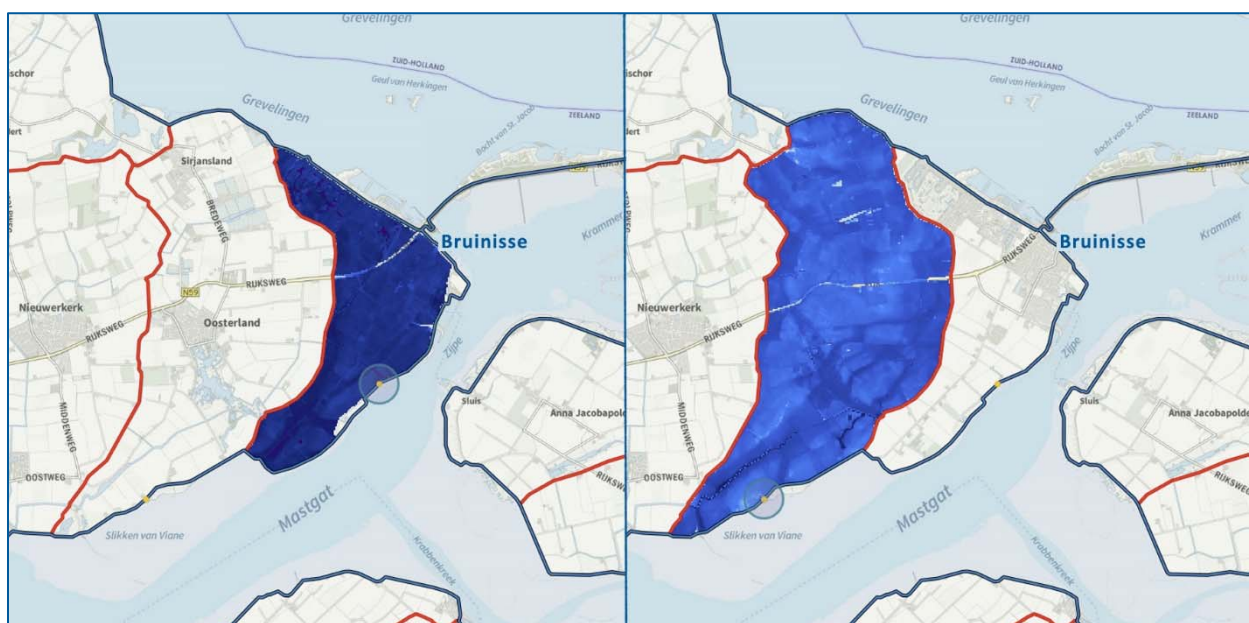 Grevelingen
ZUID-HOLLAND
Geul van Herkingen
ZEELAND
Grevelingen
Bocht van St. Jacob
Sirjansland
BREDEWEG
Bruinisse
Krammer
RIJKSWEG
N59
Nieuwerkerk
RIJKSWEG
Oosterland
Zijpe
MIDDENWEG
Sluis
Anna Jacobapolde
OOSTWEG
RIJKSWEG
Mastgat
Slikken van Viane
Krabbenkreek
Grevelingen
ZUID-HOLLAND
Geul van Herkingen
ZEELAND
Grevelingen
Bocht van St. Jacob
Bruinisse
RIJKSWEG
Krammer
Nieuwerkerk
RIJKSWEG
Zijpe
MIDDENWEG
Sluis
Anna Jacobapolde
OOSTWEG
RIJKSWEG
Mastgat
Slikken van Viane
Krabbenkreek